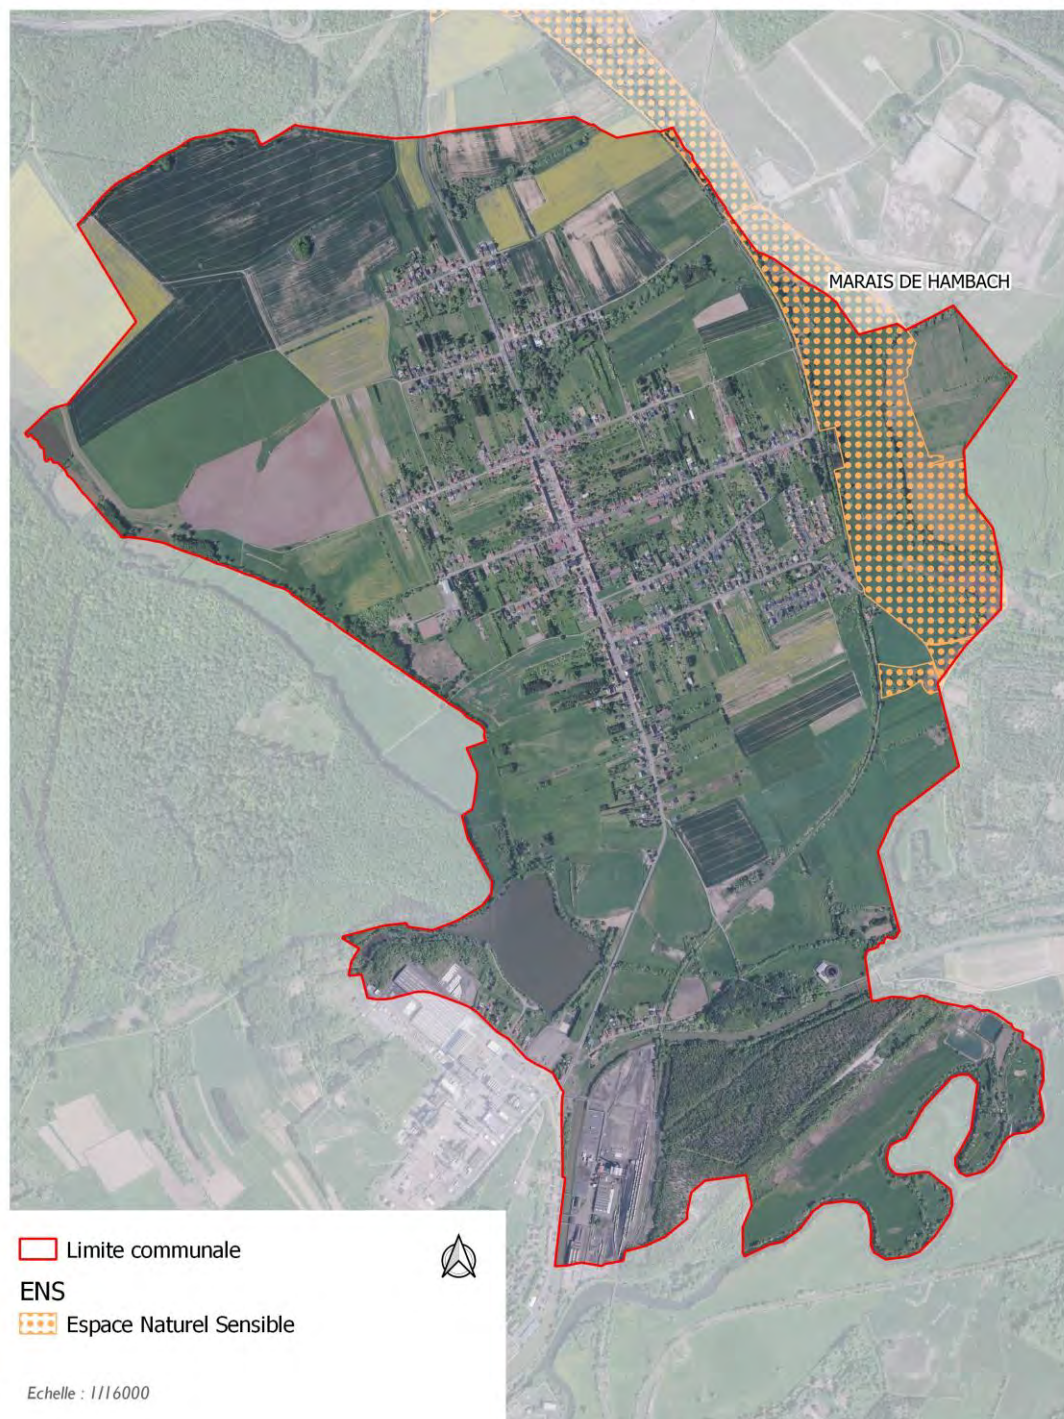 MARAIS DE HAMBACH
Limite communale
ENS
Espace Naturel Sensible
Echelle : 1/16000